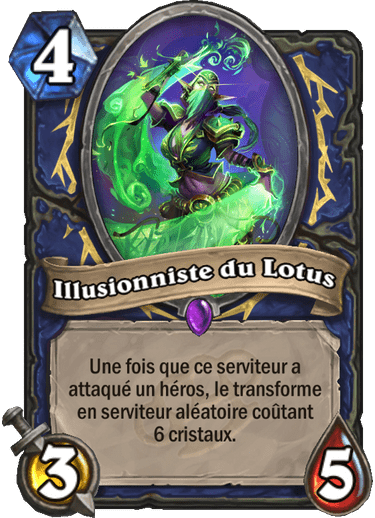 4
Illusionniste du Lotus
Une fois que ce serviteur a
attaqué un héros, le transforme
en serviteur aléatoire coûtant
6 cristaux.
3
5